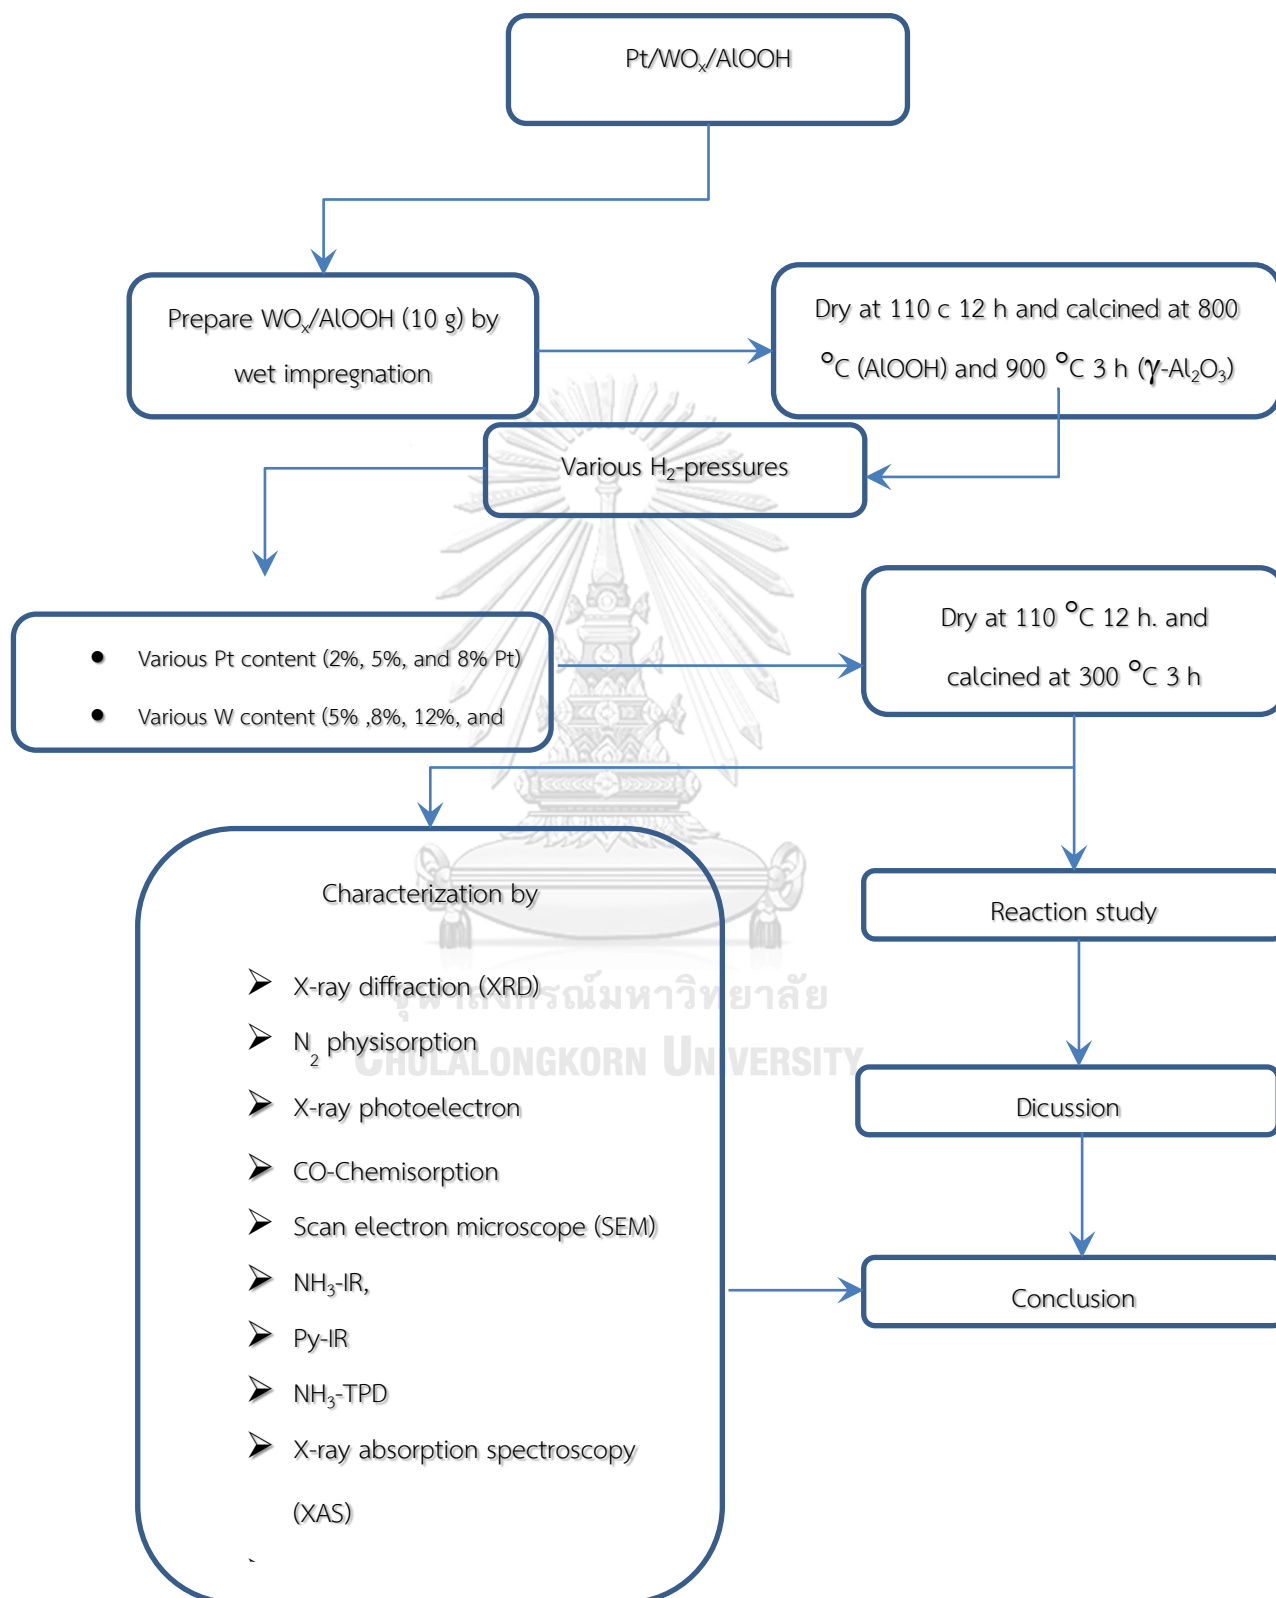 Pt/WOₓ/AlOOH
Prepare WOₓ/AlOOH (10 g) by
wet impregnation
Dry at 110 c 12 h and calcined at 800
°C (AlOOH) and 900 °C 3 h (γ-Al₂O₃)
Various H₂-pressures
• Various Pt content (2%, 5%, and 8% Pt)
• Various W content (5% ,8%, 12%, and
Dry at 110 °C 12 h. and
calcined at 300 °C 3 h
Characterization by
➢ X-ray diffraction (XRD)
➢ N₂ physisorption
➢ X-ray photoelectron
➢ CO-Chemisorption
➢ Scan electron microscope (SEM)
➢ NH₃-IR,
➢ Py-IR
➢ NH₃-TPD
➢ X-ray absorption spectroscopy
(XAS)
Reaction study
Dicussion
Conclusion
จุฬาลงกรณ์มหาวิทยาลัย
CHULALONGKORN UNIVERSITY